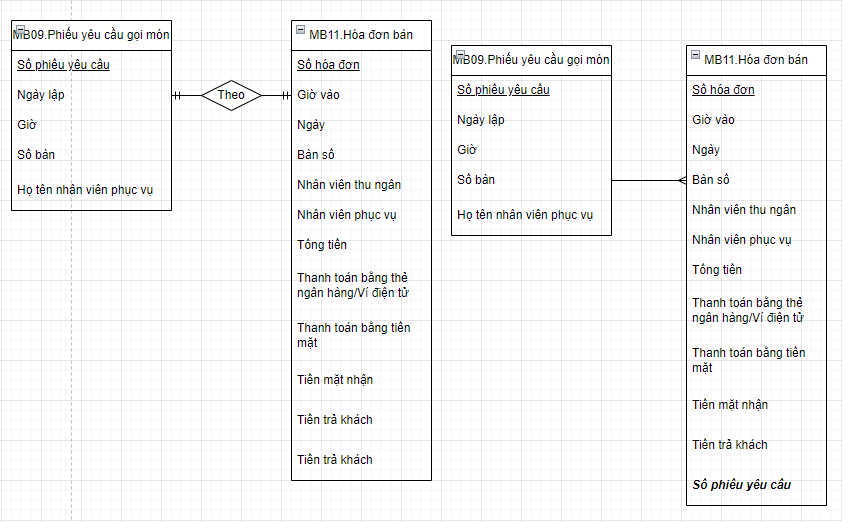 MB09.Phiếu yêu cầu gọi món
Số phiếu yêu cầu
Ngày lập
Giờ
Số bàn
Họ tên nhân viên phục vụ
Theo
MB11.Hóa đơn bán
Số hóa đơn
Giờ vào
Ngày
Bàn số
Nhân viên thu ngân
Nhân viên phục vụ
Tổng tiền
Thanh toán bằng thẻ
ngân hàng/Ví điện tử
Thanh toán bằng tiền
mặt
Tiền mặt nhận
Tiền trả khách
Tiền trả khách
MB09.Phiếu yêu cầu gọi món
Số phiếu yêu cầu
Ngày lập
Giờ
Số bàn
Họ tên nhân viên phục vụ
MB11.Hóa đơn bán
Số hóa đơn
Giờ vào
Ngày
Bàn số
Nhân viên thu ngân
Nhân viên phục vụ
Tổng tiền
Thanh toán bằng thẻ
ngân hàng/Ví điện tử
Thanh toán bằng tiền
mặt
Tiền mặt nhận
Tiền trả khách
Số phiếu yêu cầu